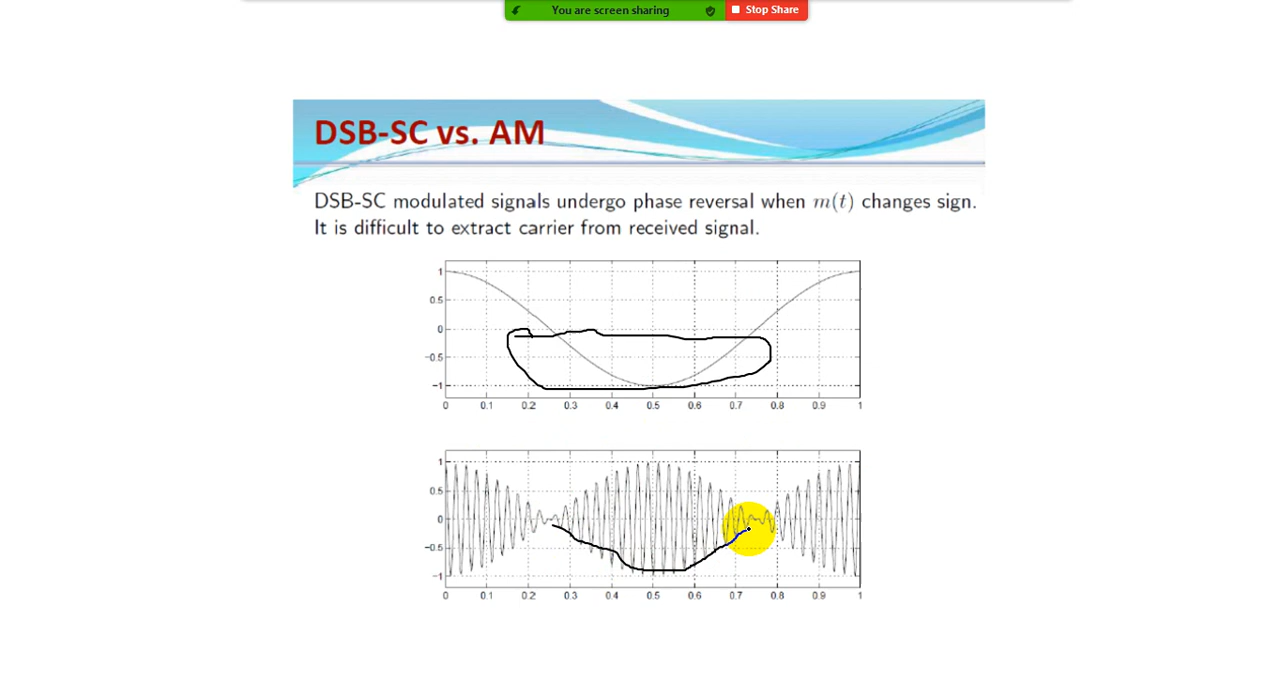 You are screen sharing
Stop Share
DSB-SC vs. AM
DSB-SC modulated signals undergo phase reversal when m(t) changes sign.
It is difficult to extract carrier from received signal.
1
0.5
0
−0.5
−1
0 0.1 0.2 0.3 0.4 0.5 0.6 0.7 0.8 0.9 1
1
0.5
0
−0.5
−1
0 0.1 0.2 0.3 0.4 0.5 0.6 0.7 0.8 0.9 1